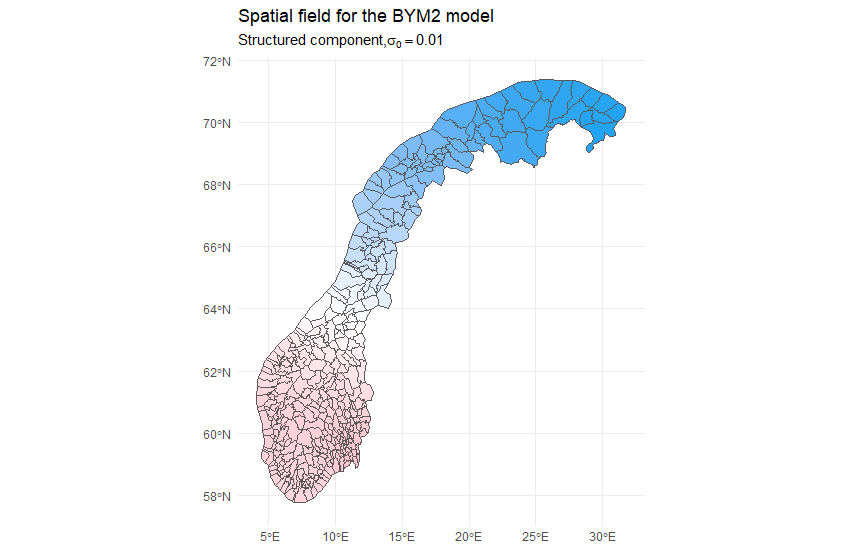 Spatial field for the BYM2 model
Structured component,σ₀ = 0.01
72°N
70°N
68°N
66°N
64°N
62°N
60°N
58°N
5°E 10°E 15°E 20°E 25°E 30°E